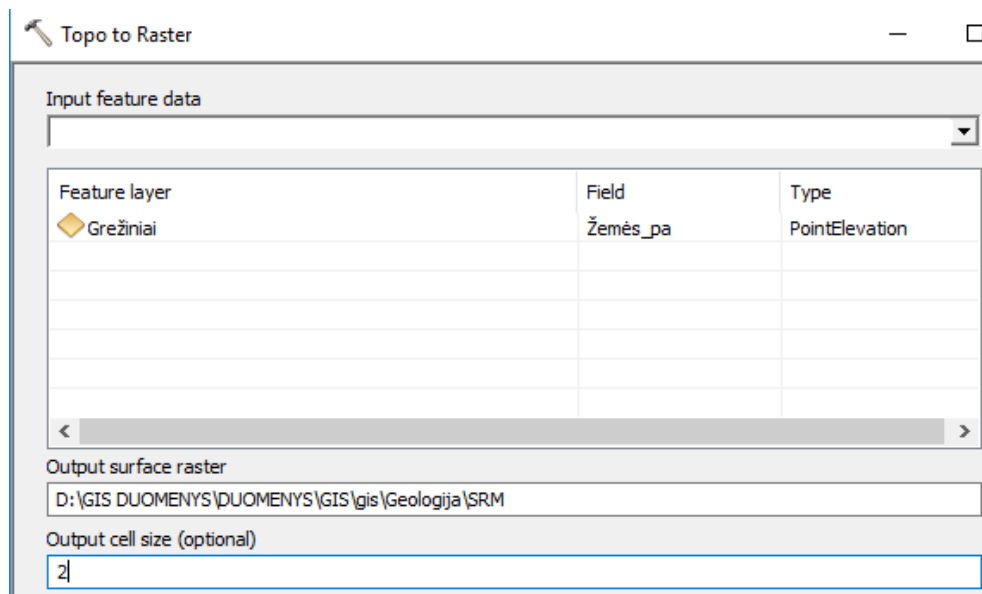 Topo to Raster
Input feature data
Feature layer Field Type
Grežiniai Žemės_pa PointElevation
Output surface raster
D:\GIS DUOMENYS\DUOMENYS\GIS\gis\Geologija\SRM
Output cell size (optional)
2